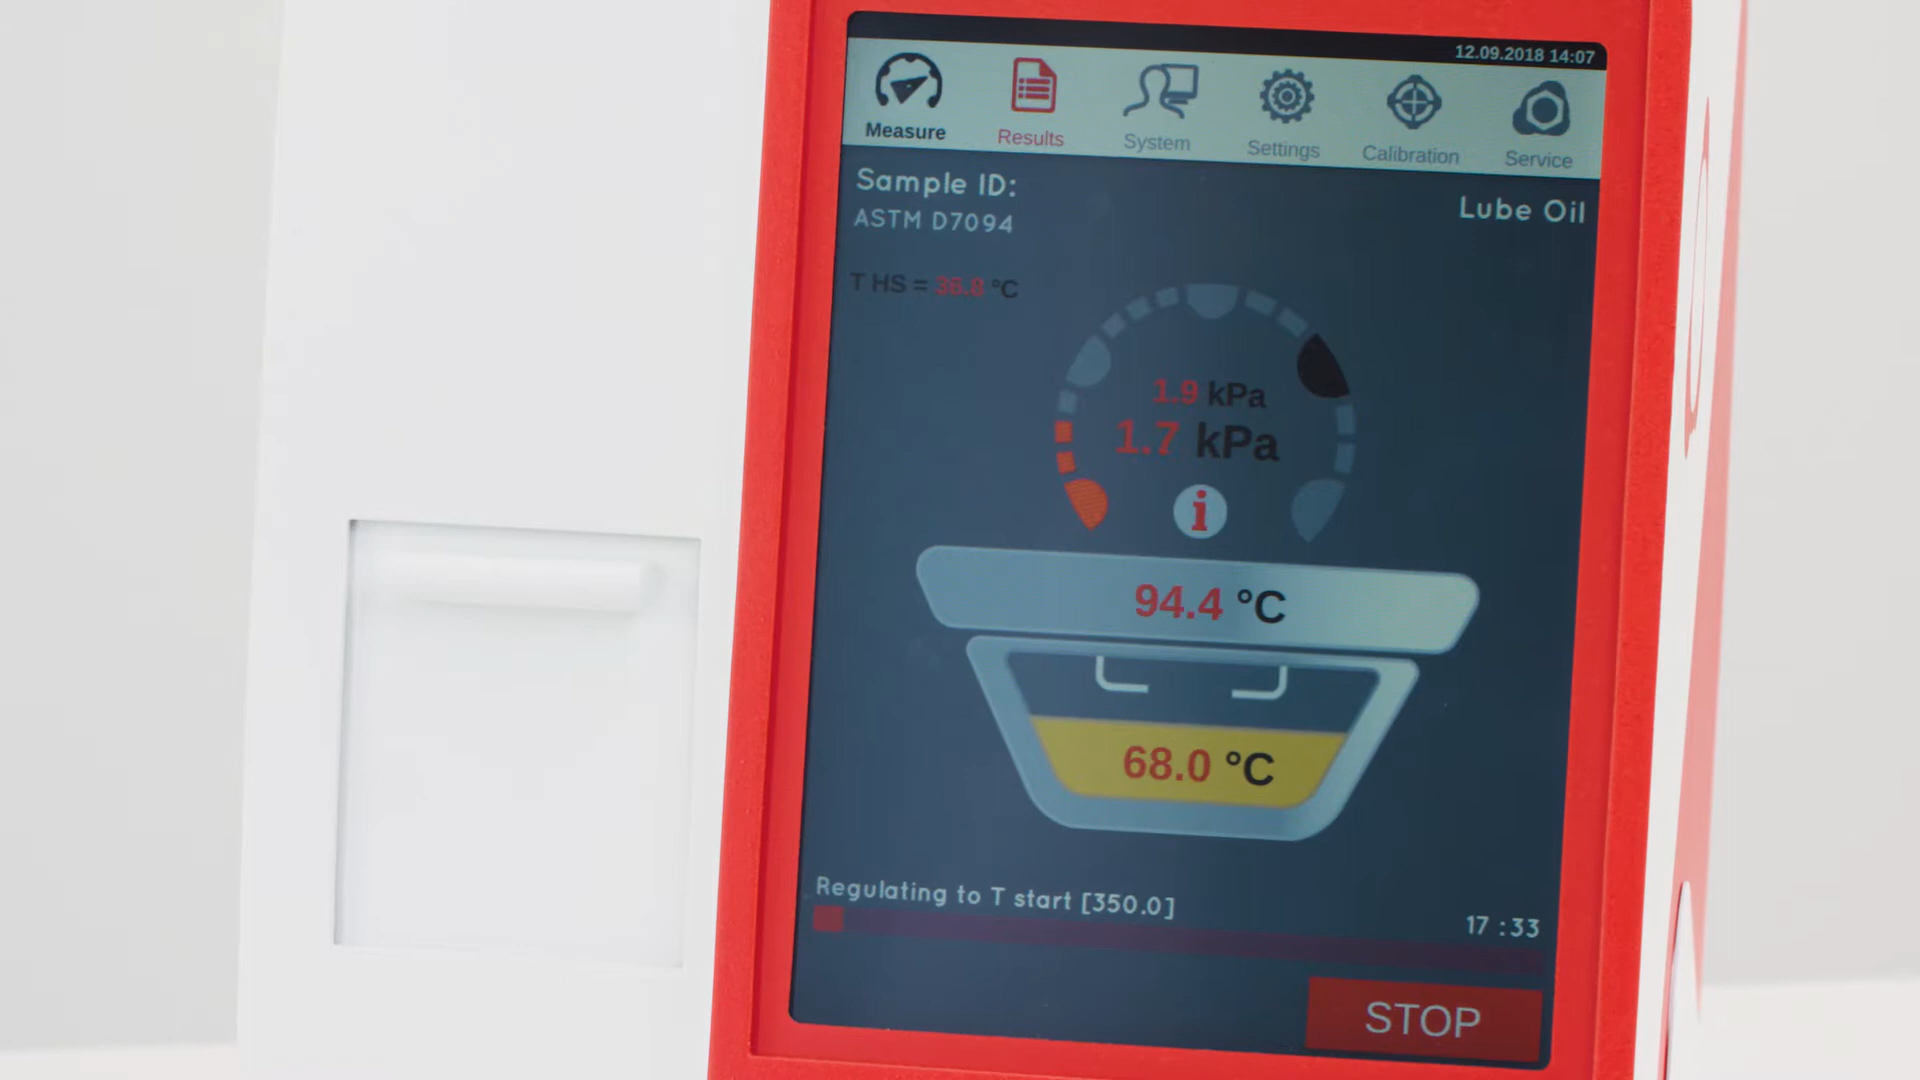 12.09.2018 14:07
Measure Results System Settings Calibration Service
Sample ID:
Lube Oil
ASTM D7094
T HS = 36.8 °C
1.9 kPa
1.7 kPa
i
94.4 °C
68.0 °C
Regulating to T start [350.0]
17 :33
STOP